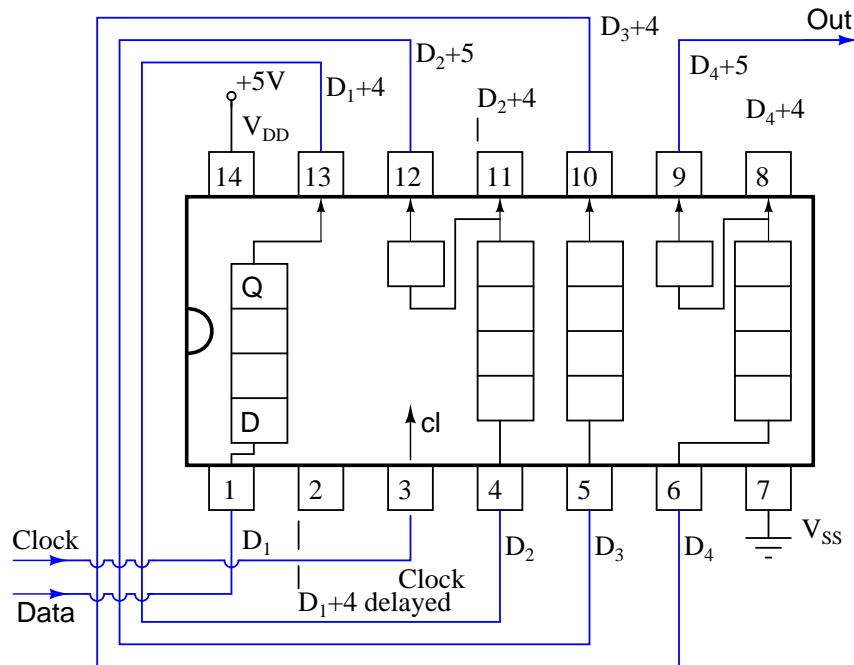 Out
D₃+4
D₂+5
D₄+5
+5V
D₁+4
D₂+4
D₄+4
V_DD
14 13 12 11 10 9 8
Q
D
cl
1 2 3 4 5 6 7
Clock
D₁
D₂
D₃
D₄
V_SS
Clock
Data
D₁+4 delayed